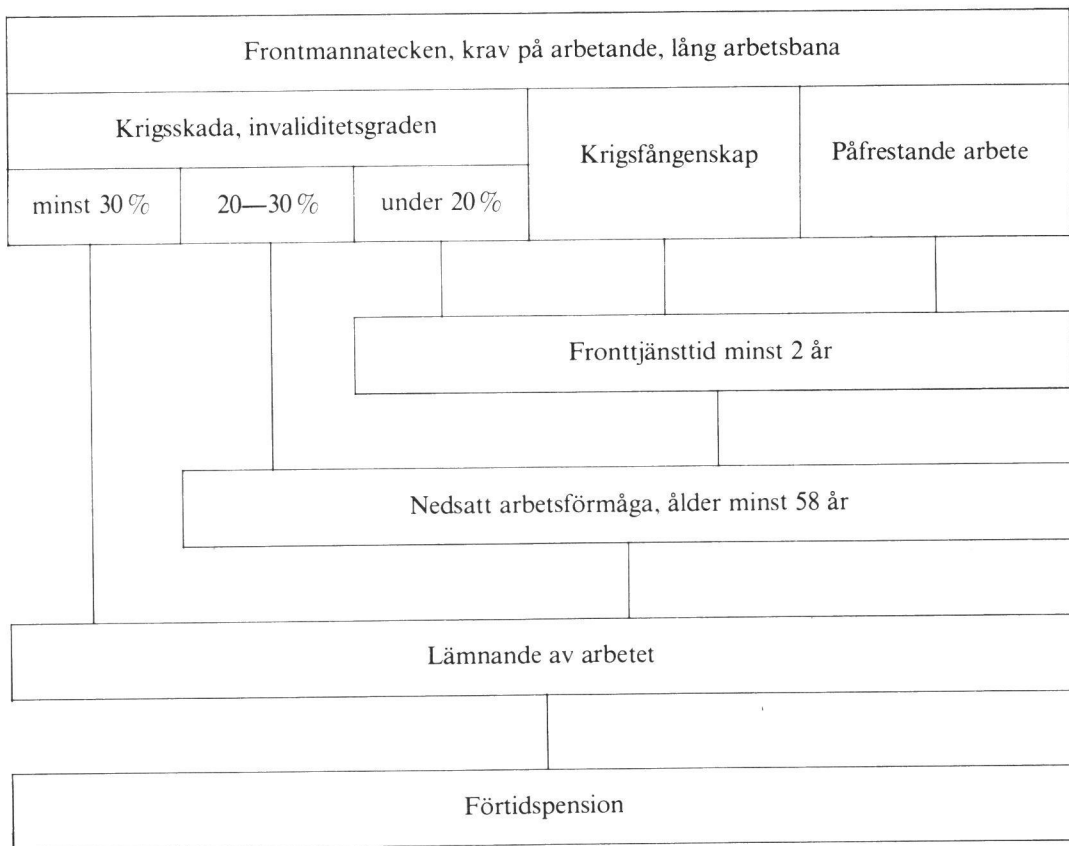 Frontmannatecken, krav på arbetande, lång arbetsbana
Krigsskada, invaliditetsgraden
Krigsfångenskap
Påfrestande arbete
minst 30 %
20—30 %
under 20 %
Fronttjänsttid minst 2 år
Nedsatt arbetsförmåga, ålder minst 58 år
Lämnande av arbetet
Förtidspension